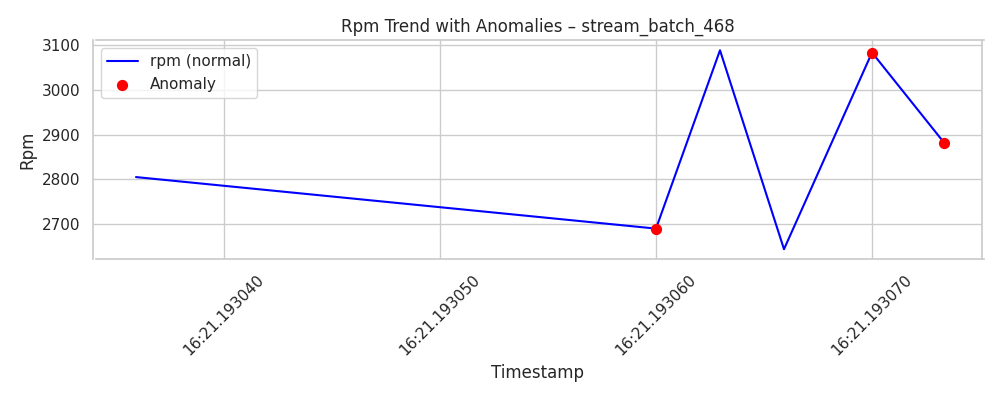 Rpm Trend with Anomalies – stream_batch_468
rpm (normal)
Anomaly
Rpm
3100
3000
2900
2800
2700
16:21.193040
16:21.193050
16:21.193060
16:21.193070
Timestamp